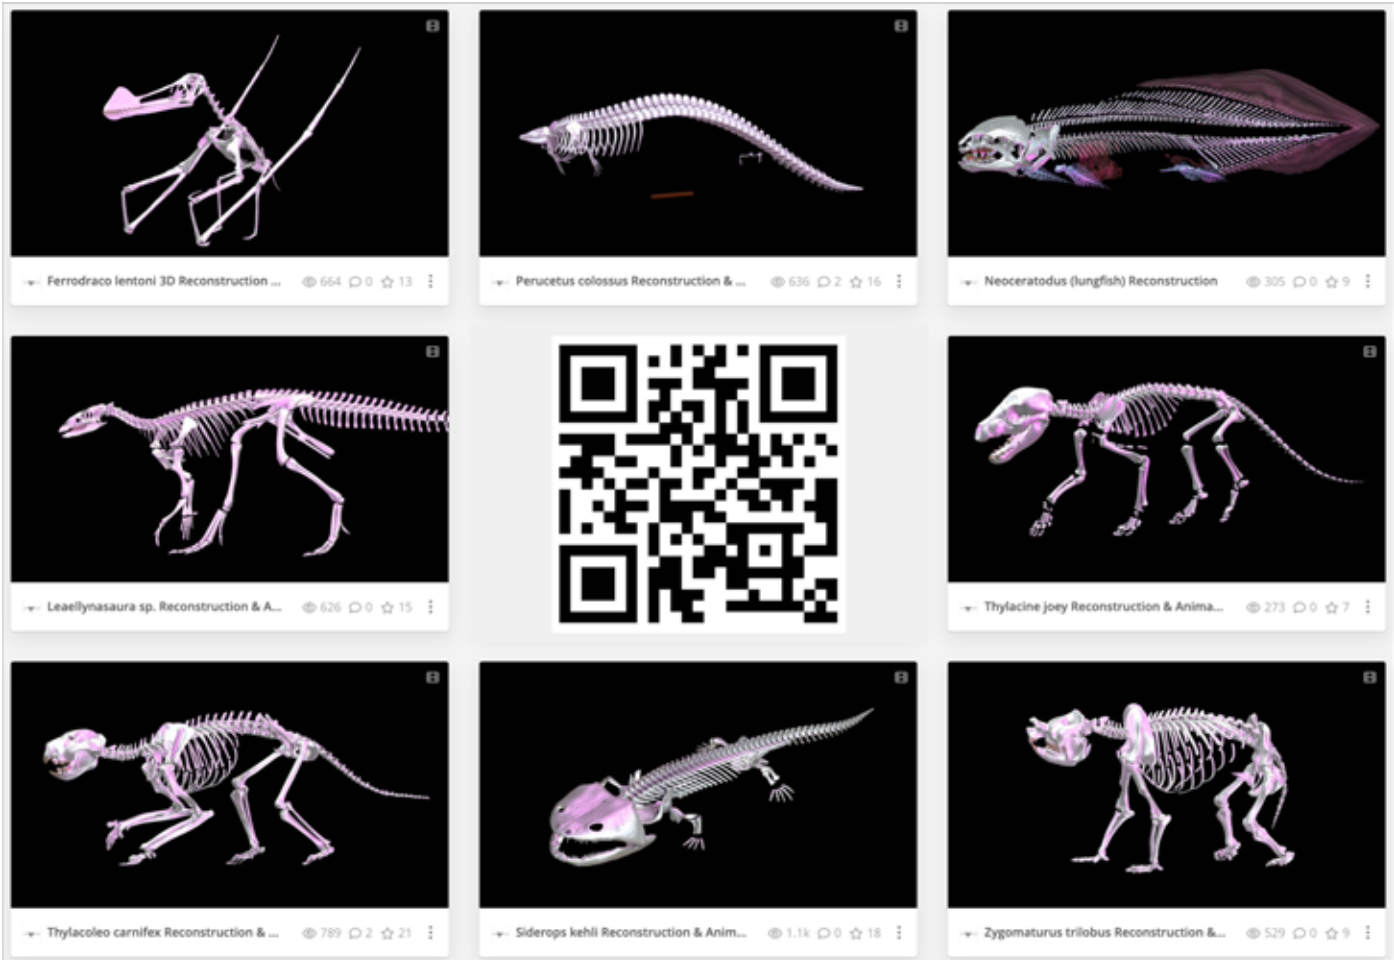 Ferrodraco lentoni 3D Reconstruction ... 664 0 13
Perucetus colossus Reconstruction & ... 636 2 16
Neoceratodus (lungfish) Reconstruction 305 0 9
Leaellynasaura sp. Reconstruction & A... 626 0 15
Thylacine joey Reconstruction & Anima... 273 0 7
Thylacoleo carnifex Reconstruction & ... 789 2 21
Siderops kehli Reconstruction & Anim... 1.1k 0 18
Zygomaturus trilobus Reconstruction &... 529 0 9